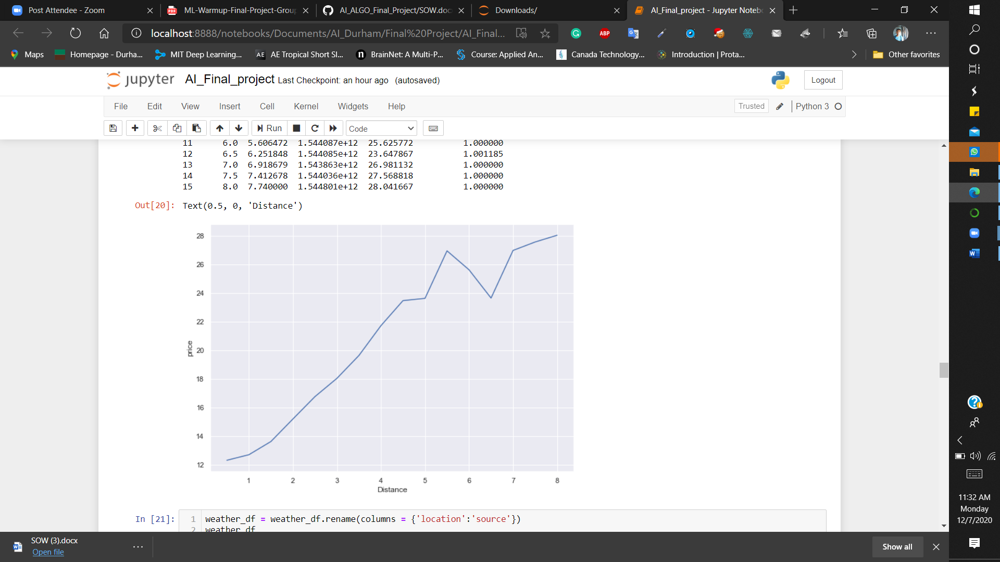 Post Attendee - Zoom
ML-Warmup-Final-Project-Group
AI_ALGO_Final_Project/SOW.doc
Downloads/
AI_Final_project - Jupyter Noteb
localhost:8888/notebooks/Documents/AI_Durham/Final%20Project/AI_Final...
ABP
Maps
Homepage - Durha...
MIT Deep Learning...
AE AE Tropical Short Sl...
n BrainNet: A Multi-P...
Course: Applied An...
Canada Technology...
Introduction | Prota...
Other favorites
jupyter AI_Final_project Last Checkpoint: an hour ago (autosaved)
Logout
File Edit View Insert Cell Kernel Widgets Help
Trusted
Python 3
Run
Code
11 6.0 5.606472 1.544087e+12 25.625772 1.000000
12 6.5 6.251848 1.544085e+12 23.647867 1.001185
13 7.0 6.918679 1.543863e+12 26.981132 1.000000
14 7.5 7.412678 1.544036e+12 27.568818 1.000000
15 8.0 7.740000 1.544801e+12 28.041667 1.000000
Out[20]: Text(0.5, 0, 'Distance')
28
26
24
22
20
18
16
14
12
price
1 2 3 4 5 6 7 8
Distance
In [21]:
1 weather_df = weather_df.rename(columns = {'location':'source'})
2 weather_df
11:32 AM
Monday
12/7/2020
SOW (3).docx
Open file
...
Show all